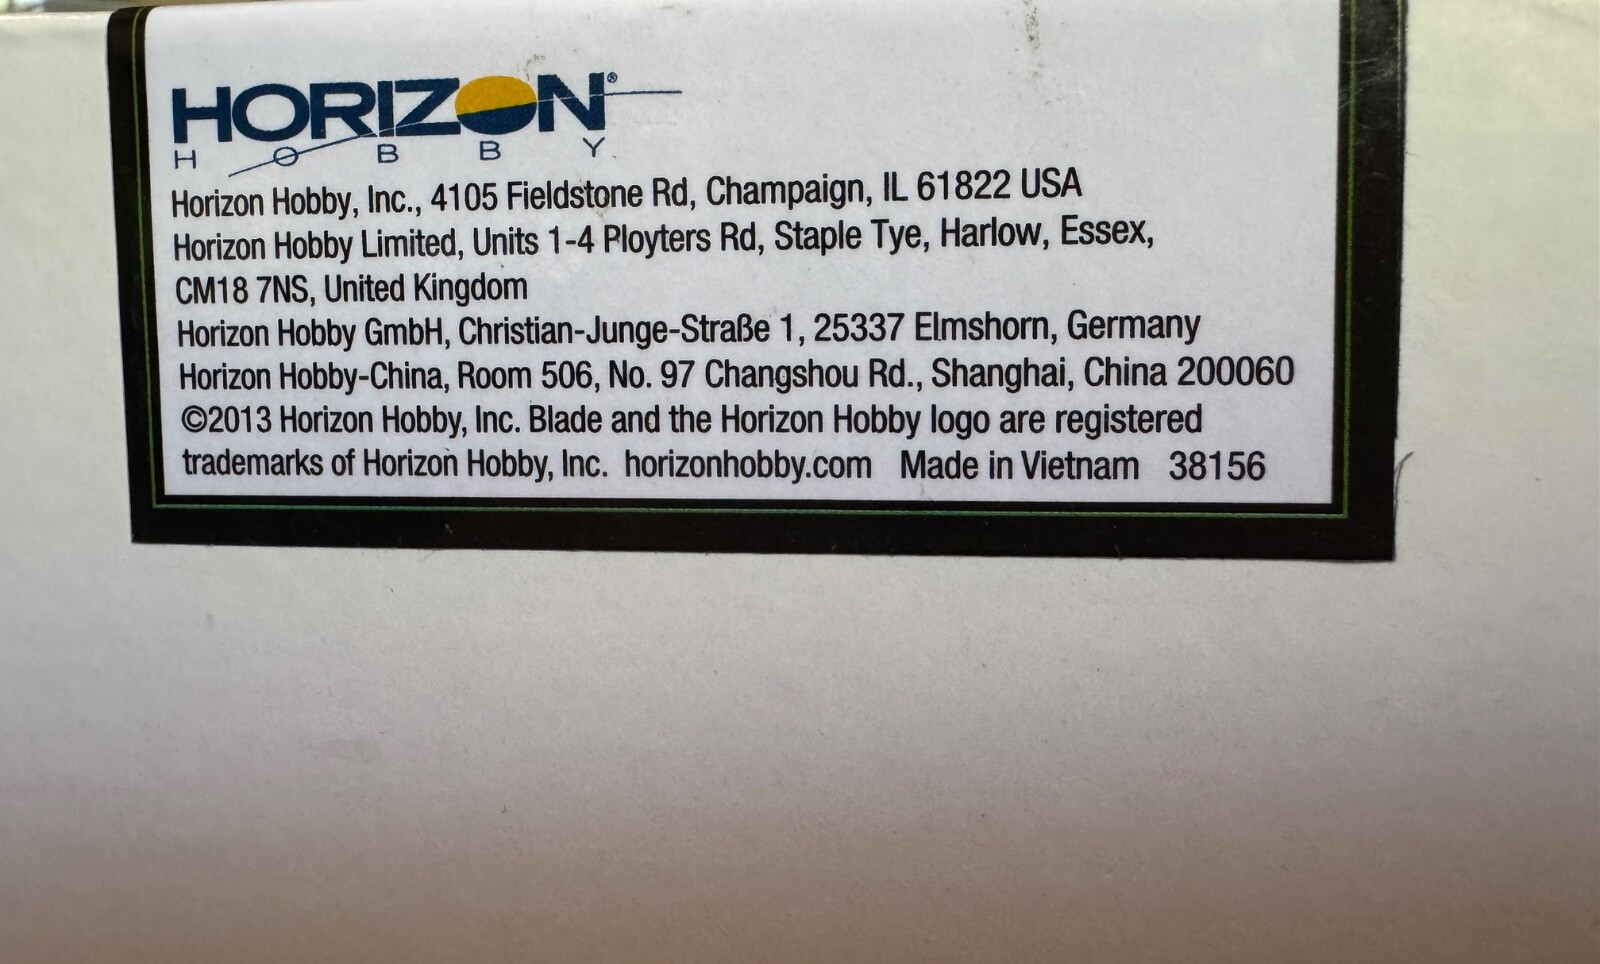 HORIZON®
HOBBY
Horizon Hobby, Inc., 4105 Fieldstone Rd, Champaign, IL 61822 USA
Horizon Hobby Limited, Units 1-4 Ployters Rd, Staple Tye, Harlow, Essex,
CM18 7NS, United Kingdom
Horizon Hobby GmbH, Christian-Junge-Straße 1, 25337 Elmshorn, Germany
Horizon Hobby-China, Room 506, No. 97 Changshou Rd., Shanghai, China 200060
©2013 Horizon Hobby, Inc. Blade and the Horizon Hobby logo are registered
trademarks of Horizon Hobby, Inc. horizonhobby.com Made in Vietnam 38156